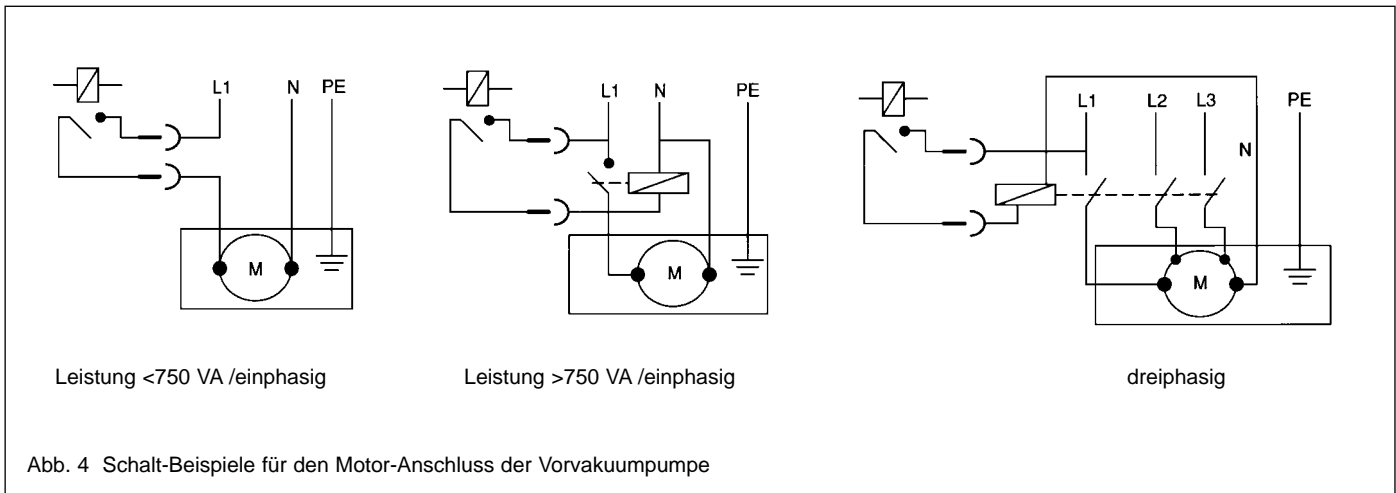 L1 N PE
M
Leistung <750 VA /einphasig
L1 N PE
M
Leistung >750 VA /einphasig
L1 L2 L3 PE
N
M
dreiphasig
Abb. 4 Schalt-Beispiele für den Motor-Anschluss der Vorvakuumpumpe